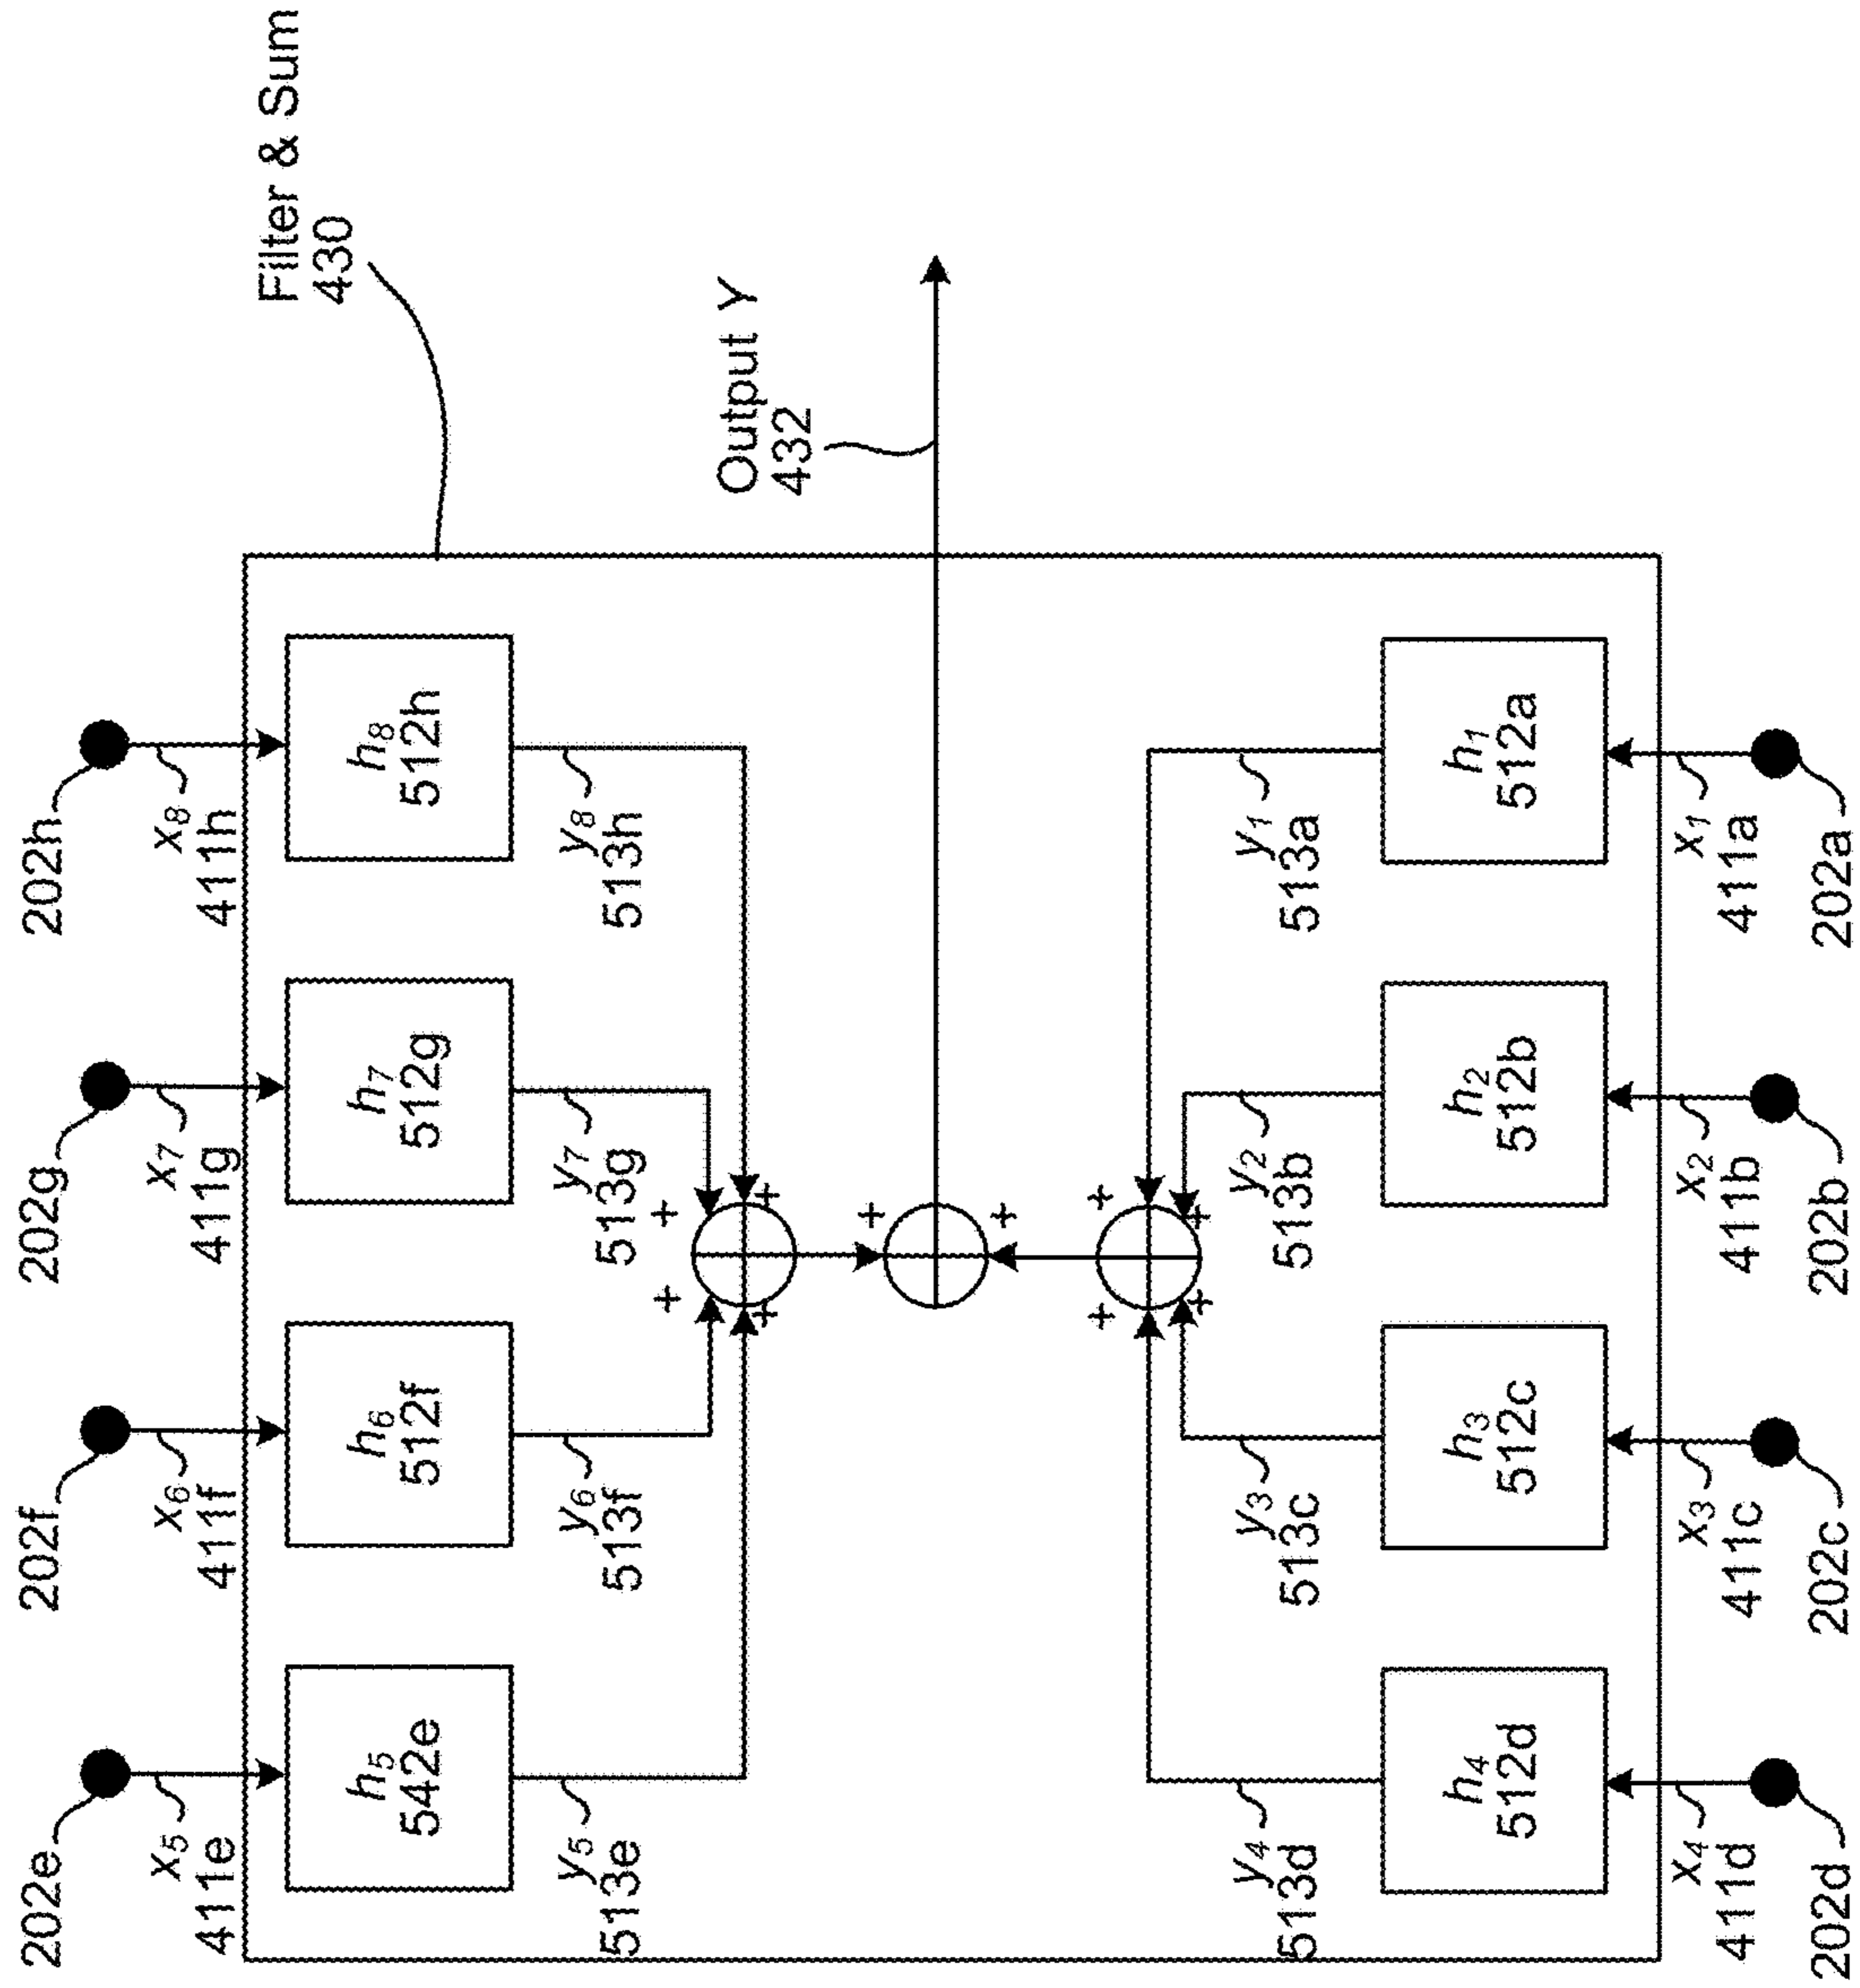 Filter & Sum
430
Output Y
432
202h
x8
411h
h8
512h
y8
513h
202g
x7
411g
h7
512g
y7
513g
202f
x6
411f
h6
512f
y6
513f
202e
x5
411e
h5
542e
y5
513e
+
+
+
+
+
+
+
+
+
+
y1
513a
h1
512a
x1
411a
202a
y2
513b
h2
512b
x2
411b
202b
y3
513c
h3
512c
x3
411c
202c
y4
513d
h4
512d
x4
411d
202d